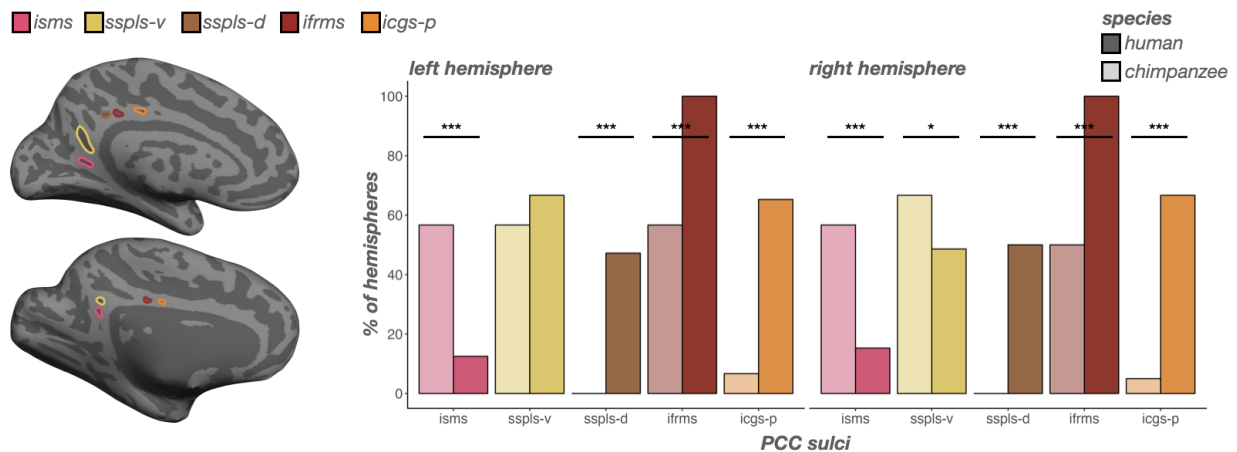 isms sspls-v sspls-d ifrms icgs-p
species
human
chimpanzee
left hemisphere right hemisphere
% of hemispheres
100
80
60
40
20
0
*** *** *** *** *** * *** *** ***
isms sspls-v sspls-d ifrms icgs-p isms sspls-v sspls-d ifrms icgs-p
PCC sulci